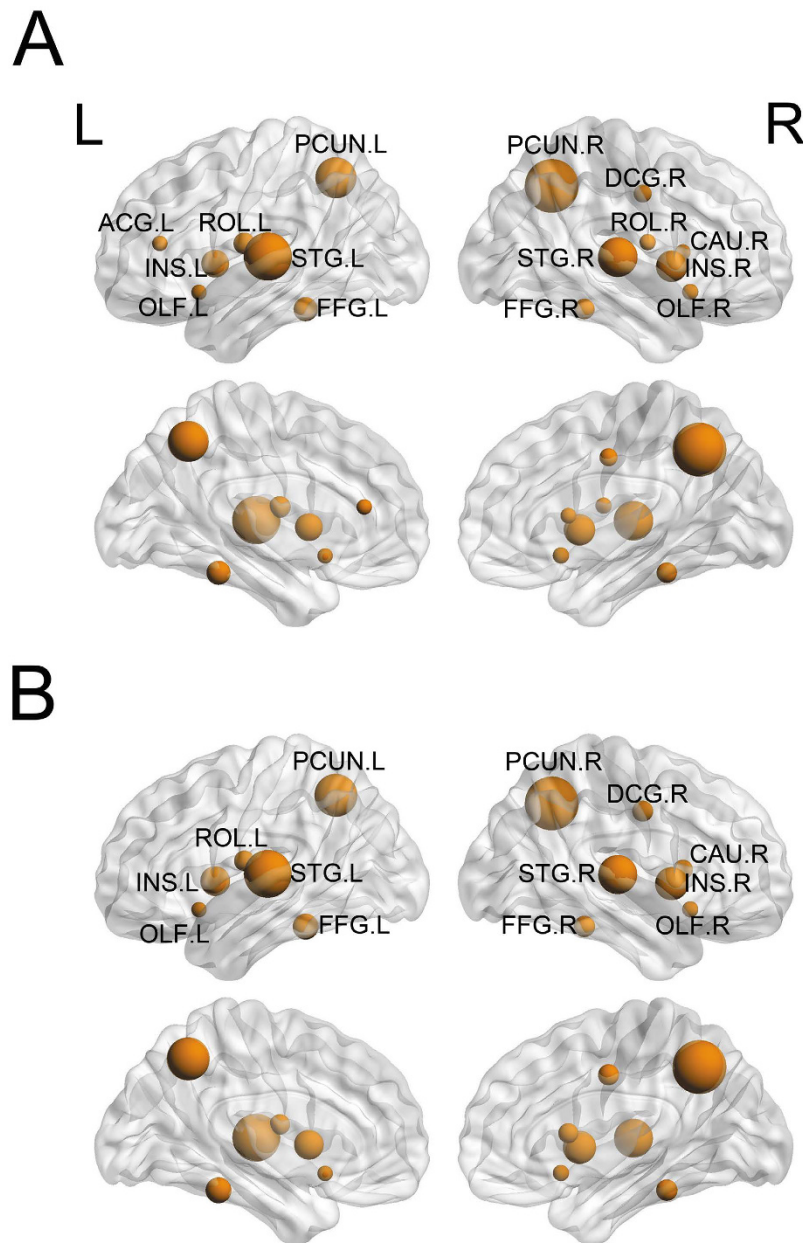 A
L
R
PCUN.L
PCUN.R
DCG.R
ACG.L
ROL.L
ROL.R
CAU.R
INS.L
STG.L
STG.R
INS.R
OLF.L
FFG.L
FFG.R
OLF.R
B
PCUN.L
PCUN.R
DCG.R
ROL.L
CAU.R
INS.L
STG.L
STG.R
INS.R
OLF.L
FFG.L
FFG.R
OLF.R